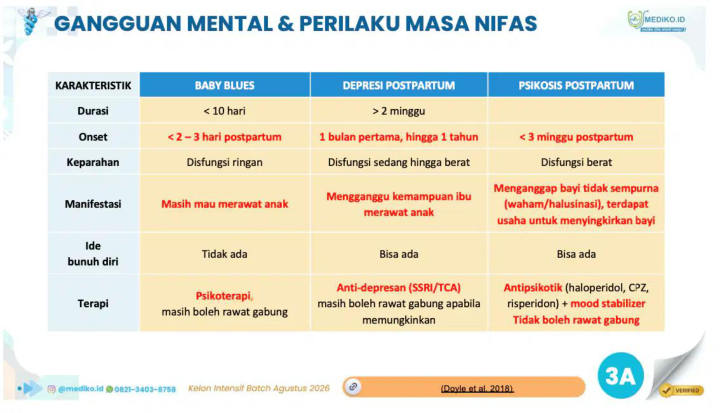 GANGGUAN MENTAL & PERILAKU MASA NIFAS
MEDIKO.ID
KARAKTERISTIK BABY BLUES DEPRESI POSTPARTUM PSIKOSIS POSTPARTUM
Durasi < 10 hari > 2 minggu
Onset < 2 – 3 hari postpartum 1 bulan pertama, hingga 1 tahun < 3 minggu postpartum
Keparahan Disfungsi ringan Disfungsi sedang hingga berat Disfungsi berat
Manifestasi
Masih mau merawat anak
Mengganggu kemampuan ibu
merawat anak
Menganggap bayi tidak sempurna
(waham/halusinasi), terdapat
usaha untuk menyingkirkan bayi
Ide
bunuh diri
Tidak ada
Bisa ada
Bisa ada
Terapi
Psikoterapi,
masih boleh rawat gabung
Anti-depresan (SSRI/TCA)
masih boleh rawat gabung apabila
memungkinkan
Antipsikotik (haloperidol, CPZ,
risperidon) + mood stabilizer
Tidak boleh rawat gabung
@mediko.id 0821-3403-8758 Kelon Intensif Batch Agustus 2026
(Doyle et al. 2018)
3A
VERIFIED